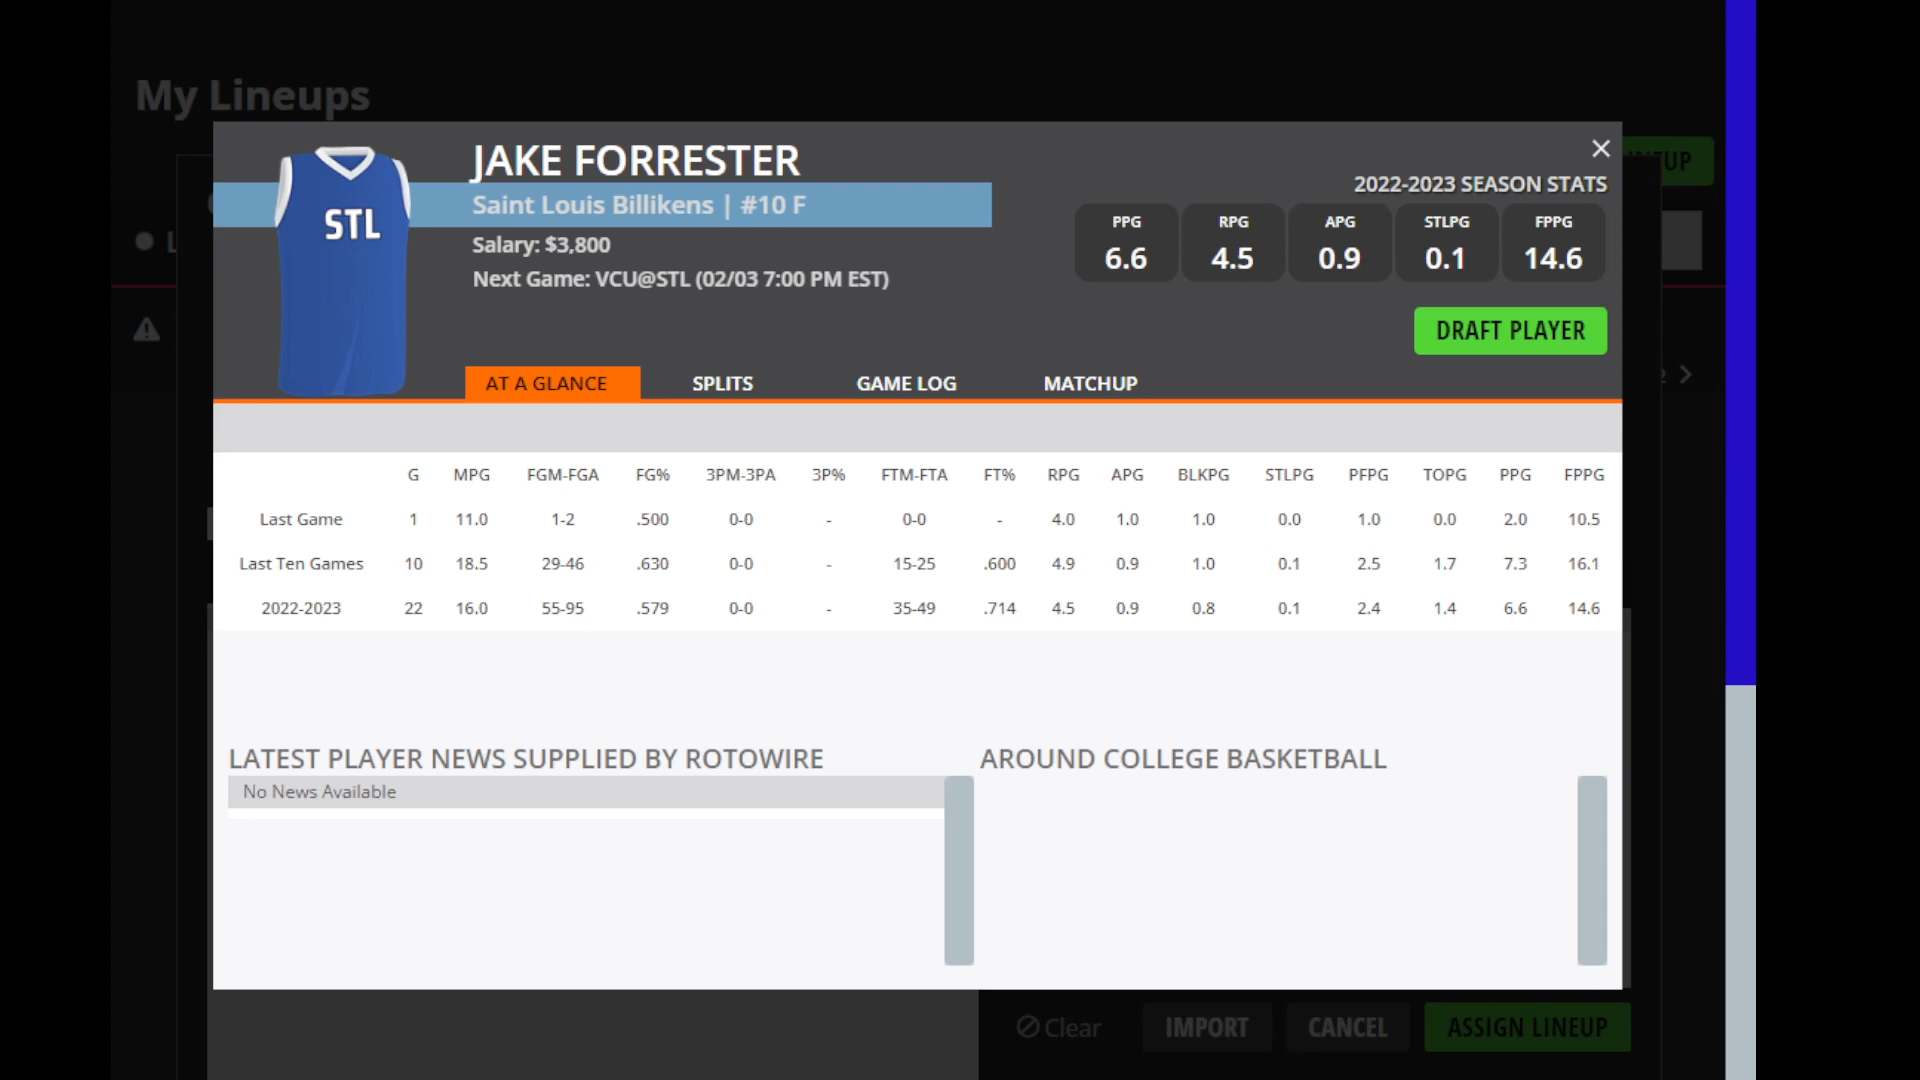 My Lineups
JAKE FORRESTER
Saint Louis Billikens | #10 F
STL
Salary: $3,800
Next Game: VCU@STL (02/03 7:00 PM EST)
2022-2023 SEASON STATS
PPG RPG APG STLPG FPPG
6.6 4.5 0.9 0.1 14.6
DRAFT PLAYER
AT A GLANCE SPLITS GAME LOG MATCHUP
G MPG FGM-FGA FG% 3PM-3PA 3P% FTM-FTA FT% RPG APG BLKPG STLPG PFPG TOPG PPG FPPG
Last Game 1 11.0 1-2 .500 0-0 - 0-0 - 4.0 1.0 1.0 0.0 1.0 0.0 2.0 10.5
Last Ten Games 10 18.5 29-46 .630 0-0 - 15-25 .600 4.9 0.9 1.0 0.1 2.5 1.7 7.3 16.1
2022-2023 22 16.0 55-95 .579 0-0 - 35-49 .714 4.5 0.9 0.8 0.1 2.4 1.4 6.6 14.6
LATEST PLAYER NEWS SUPPLIED BY ROTOWIRE
No News Available
AROUND COLLEGE BASKETBALL
Clear IMPORT CANCEL ASSIGN LINEUP